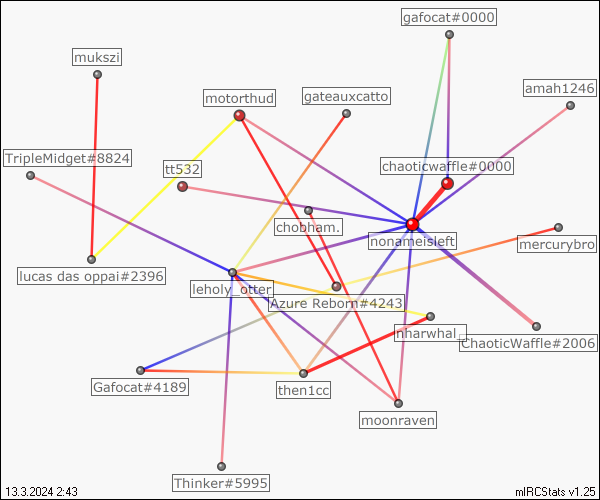 gafocat#0000
mukszi
amah1246
motorthud
gateauxcatto
TripleMidget#8824
chaoticwaffle#0000
tt532
chobham.
nonameisleft
mercurybro
lucas das oppai#2396
leholy_otter
Azure Reborn#4243
nharwhal_
ChaoticWaffle#2006
Gafocat#4189
then1cc
moonraven
Thinker#5995
13.3.2024 2:43
mIRCStats v1.25